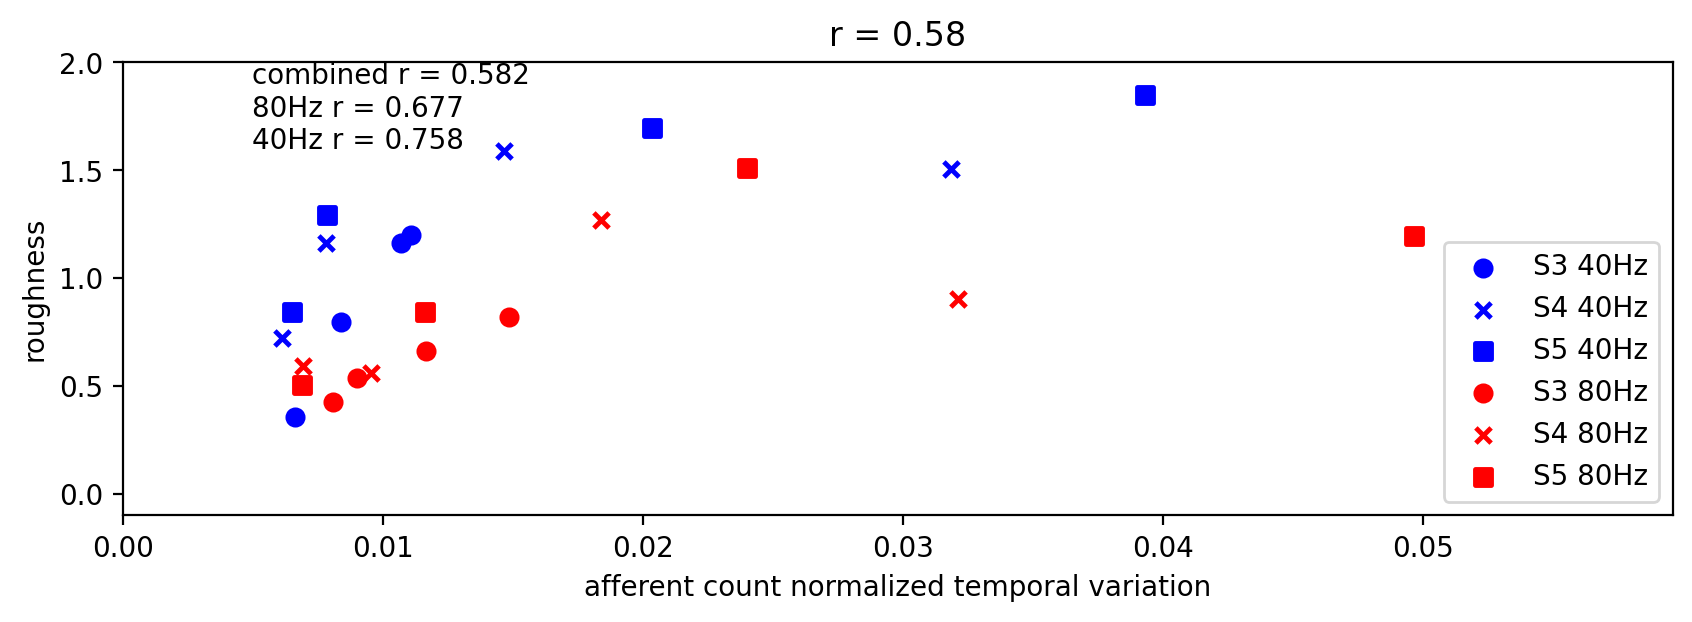 r = 0.58
combined r = 0.582
80Hz r = 0.677
40Hz r = 0.758
2.0
1.5
1.0
0.5
0.0
roughness
S3 40Hz
S4 40Hz
S5 40Hz
S3 80Hz
S4 80Hz
S5 80Hz
0.00 0.01 0.02 0.03 0.04 0.05
afferent count normalized temporal variation